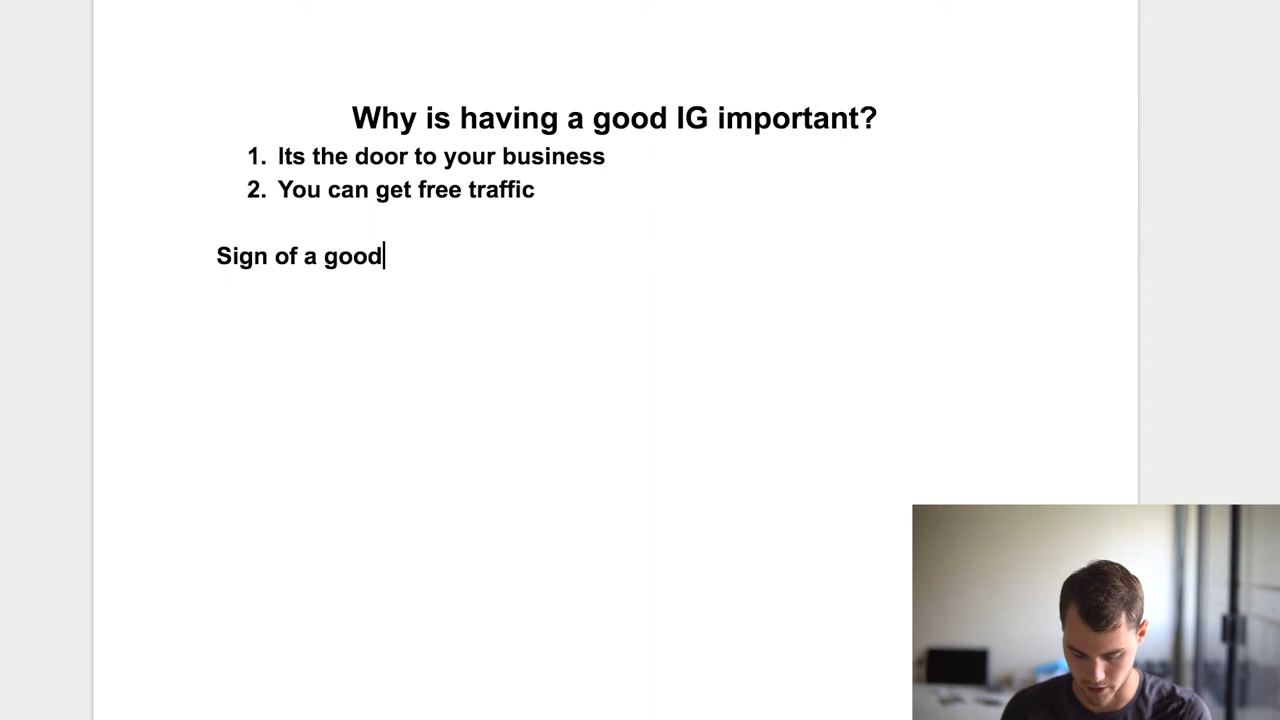 Why is having a good IG important?
1. Its the door to your business
2. You can get free traffic
Sign of a good